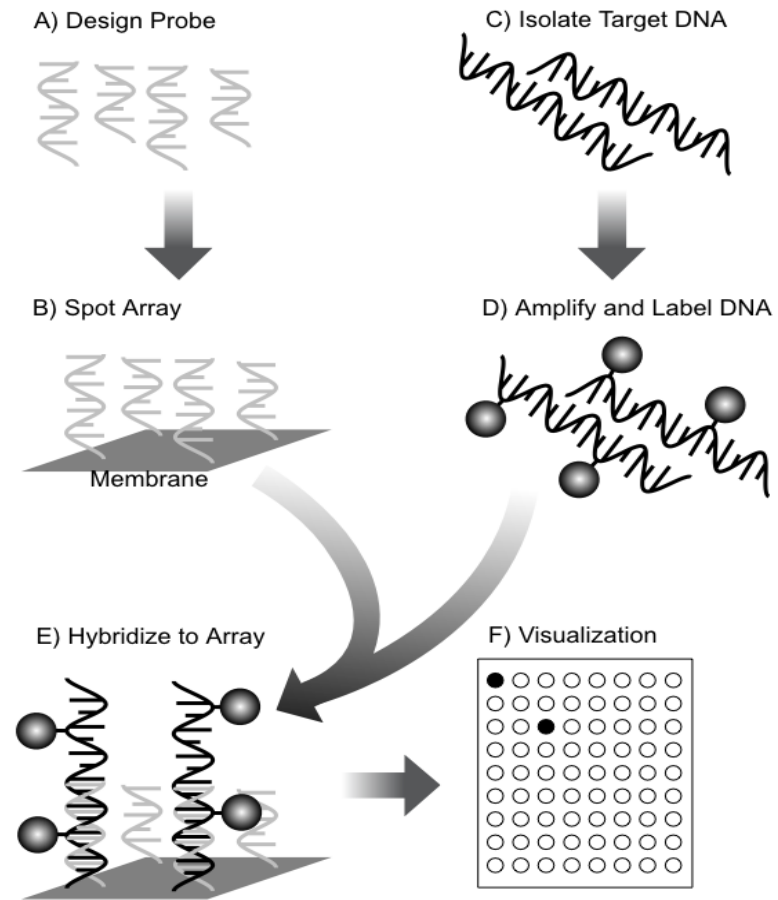 A) Design Probe
C) Isolate Target DNA
B) Spot Array
D) Amplify and Label DNA
Membrane
E) Hybridize to Array
F) Visualization